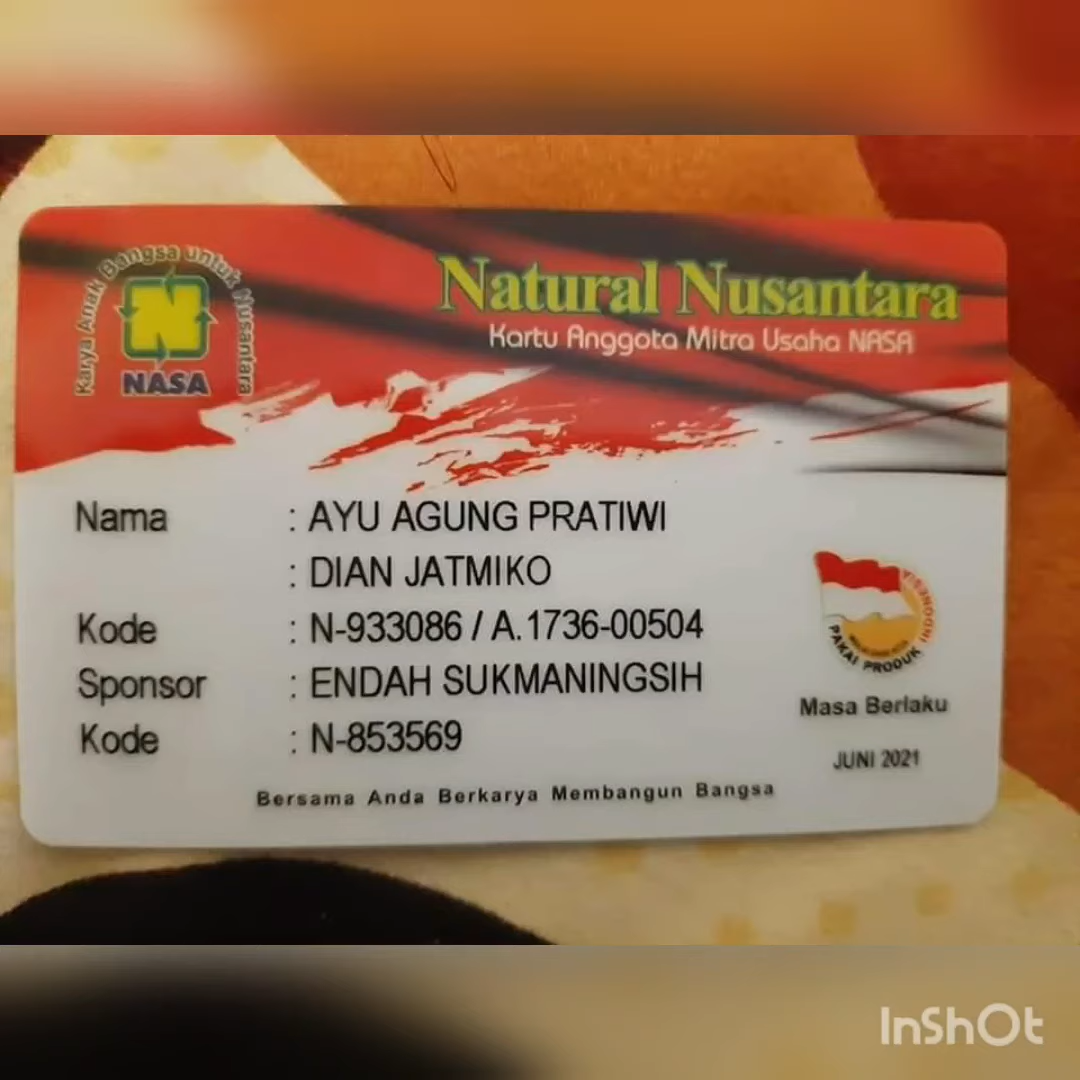 Karya Anak Bangsa untuk Nusantara
N
NASA
Natural Nusantara
Kartu Anggota Mitra Usaha NASA
Nama : AYU AGUNG PRATIWI
: DIAN JATMIKO
Kode : N-933086 / A.1736-00504
Sponsor : ENDAH SUKMANINGSIH
Kode : N-853569
PAKAI PRODUK INDONESIA
Masa Berlaku
JUNI 2021
Bersama Anda Berkarya Membangun Bangsa
InShOt